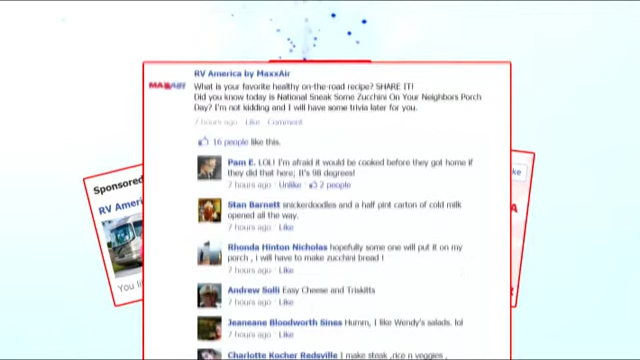 RV America by MaxxAir
MAXXAIR
What is your favorite healthy on-the-road recipe? SHARE IT!
Did you know today is National Sneak Some Zucchini On Your Neighbors Porch
Day? I'm not kidding and I will have some trivia later for you.
7 hours ago · Like · Comment
16 people like this.
Pam E. LOL! I'm afraid it would be cooked before they got home if
they did that here; It's 98 degrees!
7 hours ago · Unlike · 2 people
Sponsored
ke
Stan Barnett snickerdoodles and a half pint carton of cold milk
opened all the way.
7 hours ago · Like
RV Ameri
A
Rhonda Hinton Nicholas hopefully some one will put it on my
porch , i will have to make zucchini bread !
7 hours ago · Like
You li
Andrew Solli Easy Cheese and Triskitts
7 hours ago · Like
Jeaneane Bloodworth Sines Humm, I like Wendy's salads. lol
7 hours ago · Like
Charlotte Kocher Redsville I make steak ,rice n veggies ,